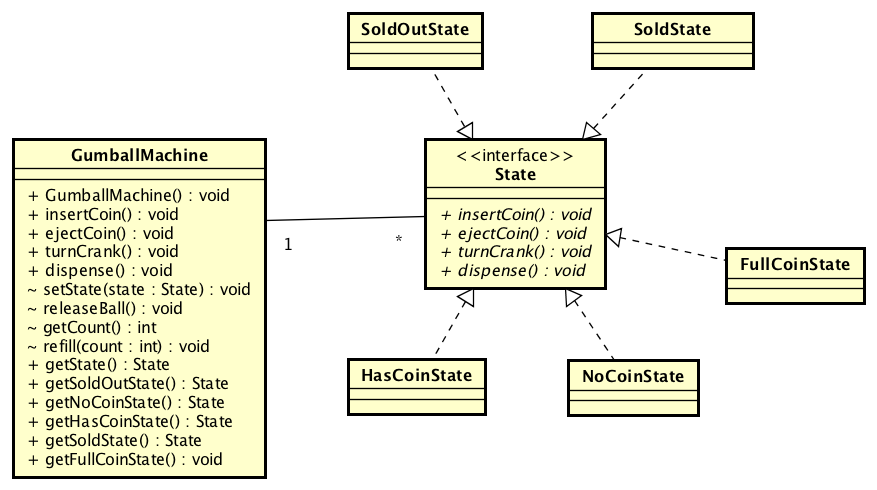 SoldOutState
SoldState
GumballMachine
+ GumballMachine() : void
+ insertCoin() : void
+ ejectCoin() : void
+ turnCrank() : void
+ dispense() : void
~ setState(state : State) : void
~ releaseBall() : void
~ getCount() : int
~ refill(count : int) : void
+ getState() : State
+ getSoldOutState() : State
+ getNoCoinState() : State
+ getHasCoinState() : State
+ getSoldState() : State
+ getFullCoinState() : void
1
*
<<interface>>
State
+ insertCoin() : void
+ ejectCoin() : void
+ turnCrank() : void
+ dispense() : void
FullCoinState
HasCoinState
NoCoinState